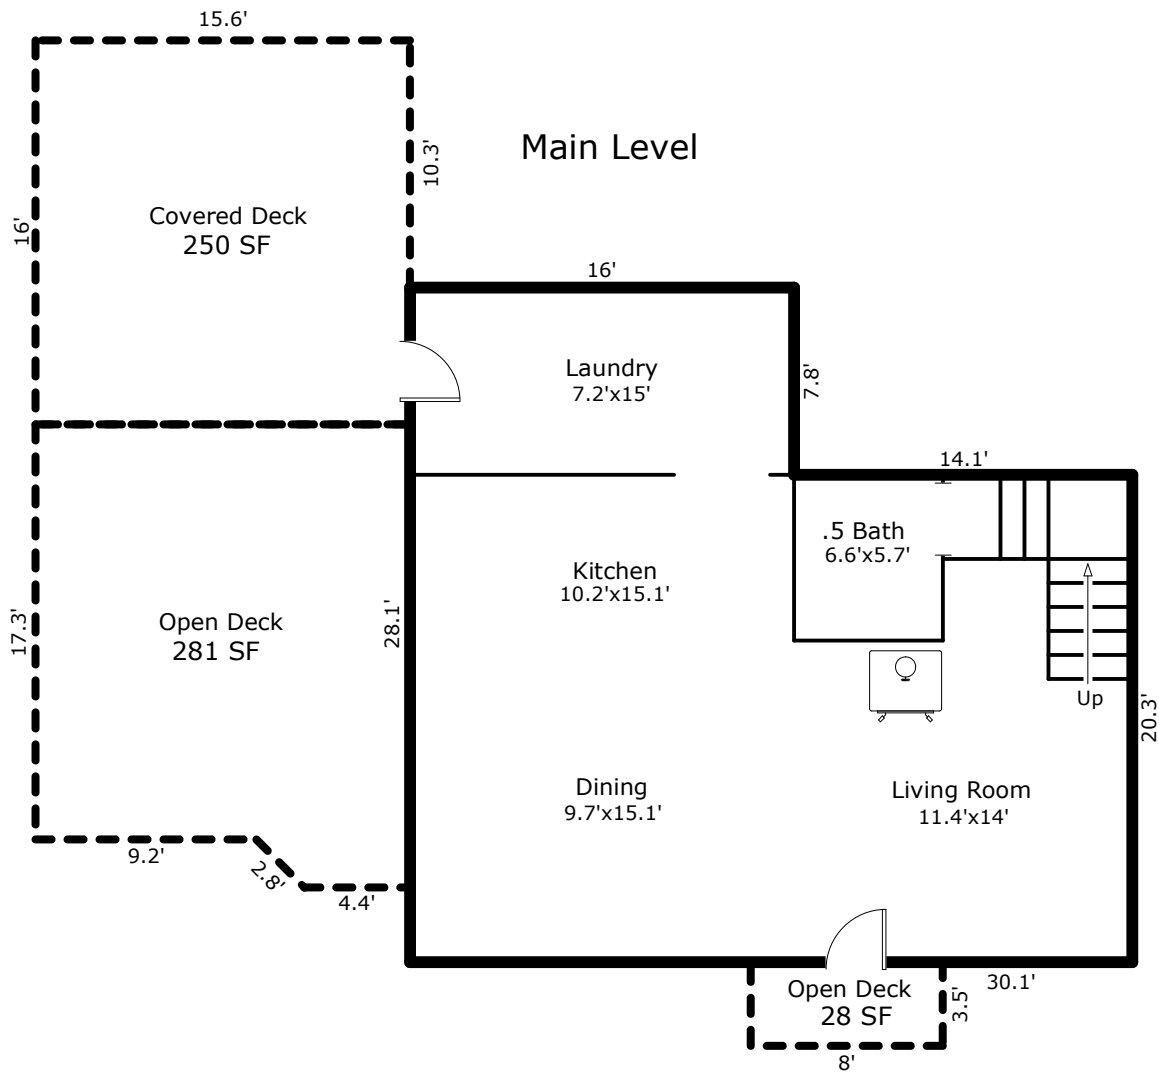 15.6'
Main Level
10.3'
Covered Deck
250 SF
16'
16'
Laundry
7.2'x15'
7.8'
14.1'
.5 Bath
6.6'x5.7'
Kitchen
10.2'x15.1'
Open Deck
281 SF
17.3'
28.1'
Up
20.3'
Dining
9.7'x15.1'
Living Room
11.4'x14'
9.2'
2.8'
4.4'
30.1'
Open Deck
28 SF
3.5'
8'